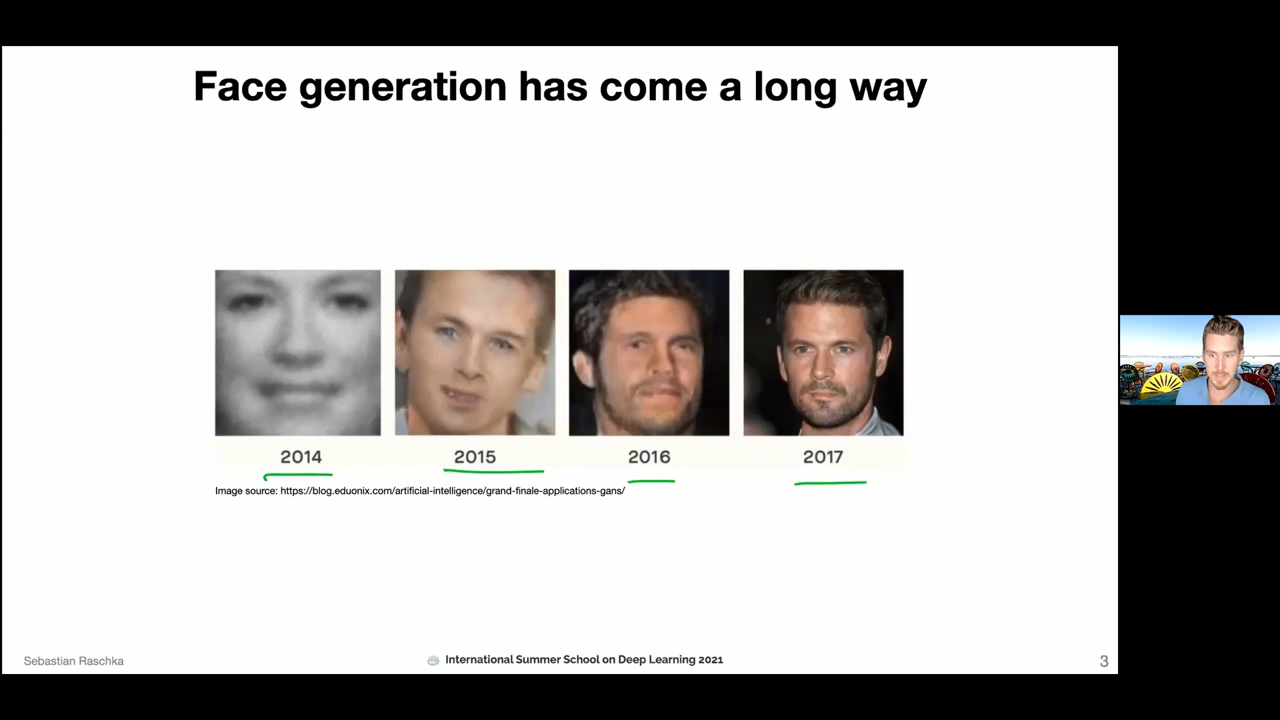 Face generation has come a long way
2014 2015 2016 2017
Image source: https://blog.eduonix.com/artificial-intelligence/grand-finale-applications-gans/
Sebastian Raschka International Summer School on Deep Learning 2021 3